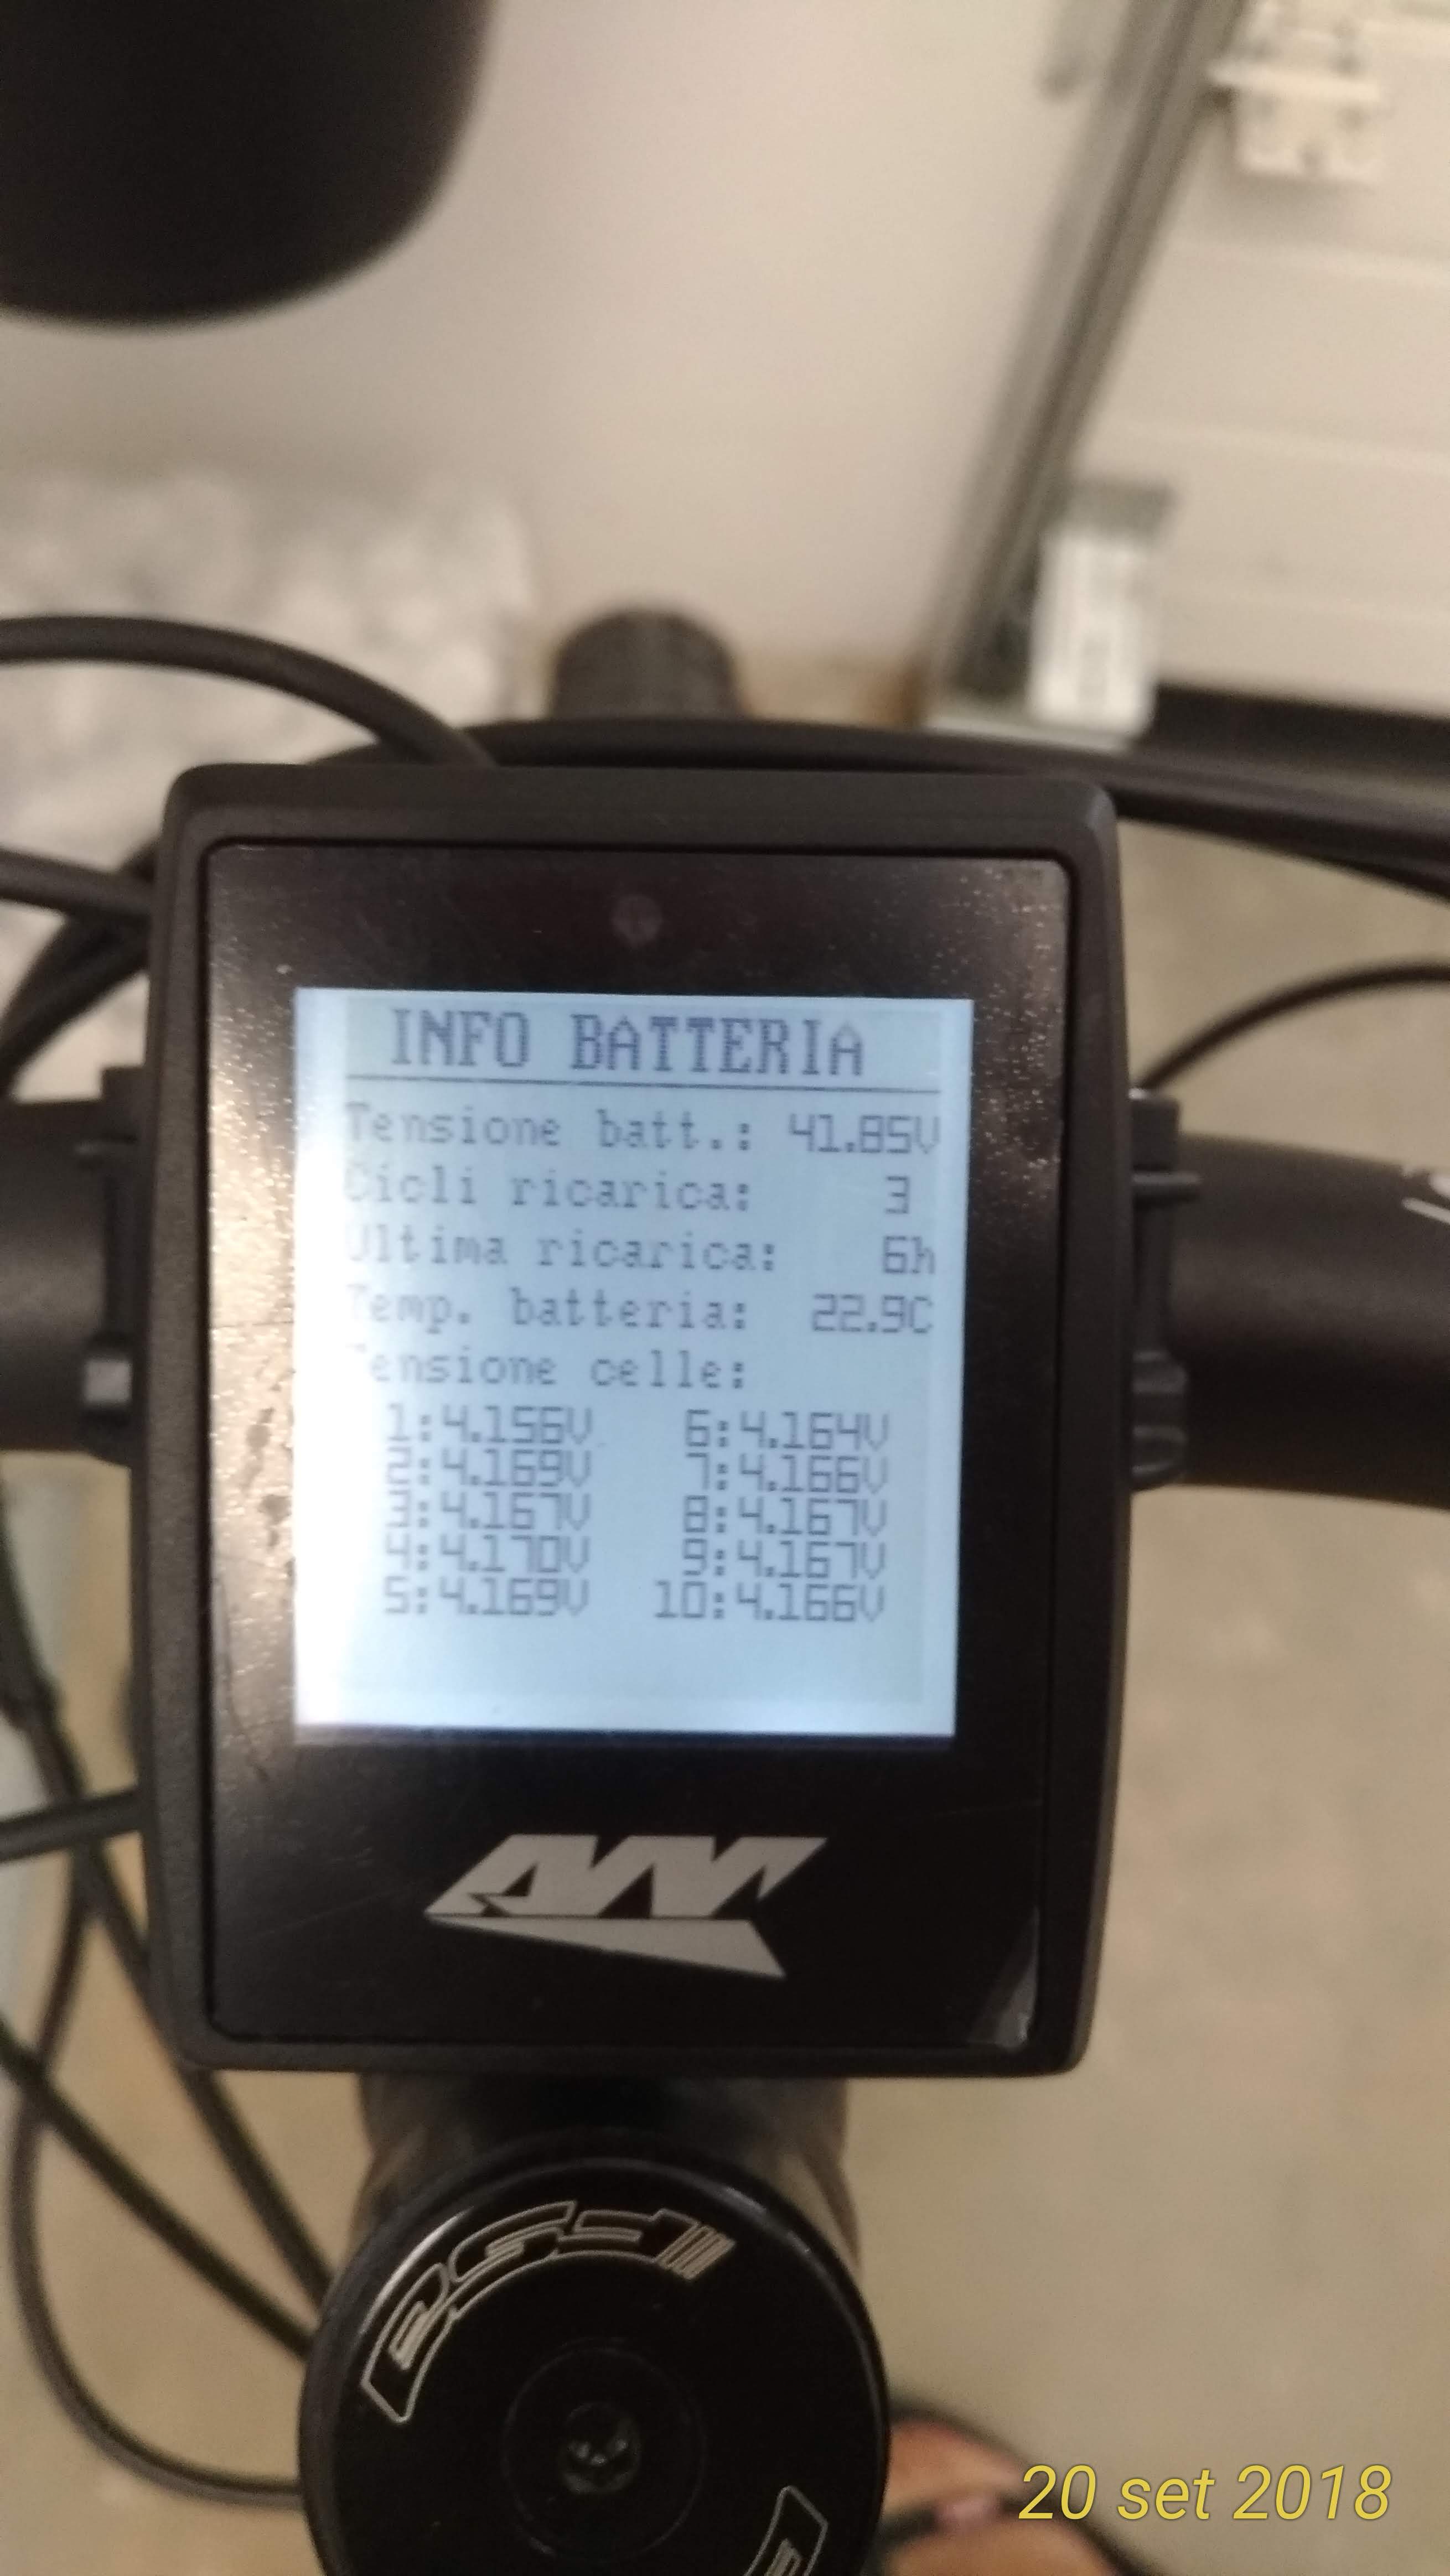 INFO BATTERIA
Tensione batt.: 41.85V
Cicli ricarica: 3
Ultima ricarica: 6h
Temp. batteria: 22.9C
Tensione celle:
1:4.156V 6:4.164V
2:4.169V 7:4.166V
3:4.167V 8:4.167V
4:4.170V 9:4.167V
5:4.169V 10:4.166V
FSA
20 set 2018